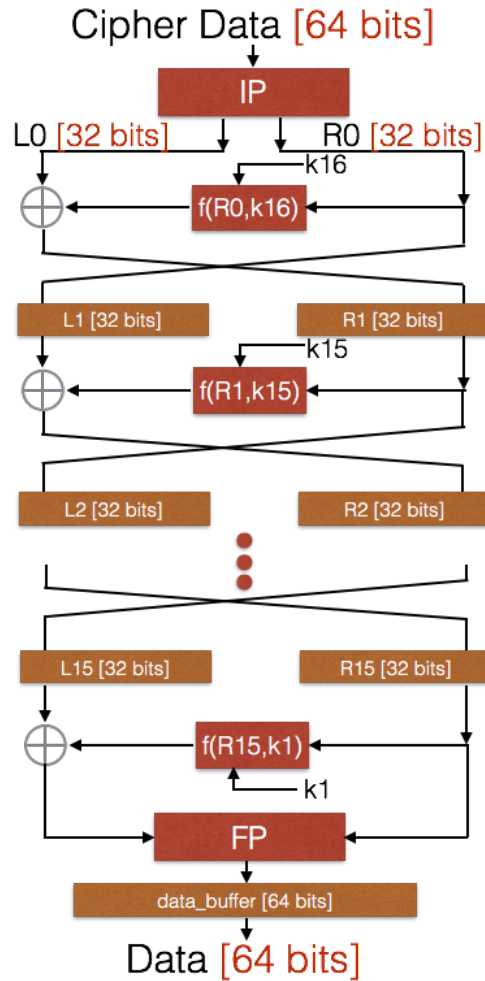 Cipher Data [64 bits]
IP
L0 [32 bits]
R0 [32 bits]
k16
f(R0,k16)
L1 [32 bits]
R1 [32 bits]
k15
f(R1,k15)
L2 [32 bits]
R2 [32 bits]
L15 [32 bits]
R15 [32 bits]
f(R15,k1)
k1
FP
data_buffer [64 bits]
Data [64 bits]